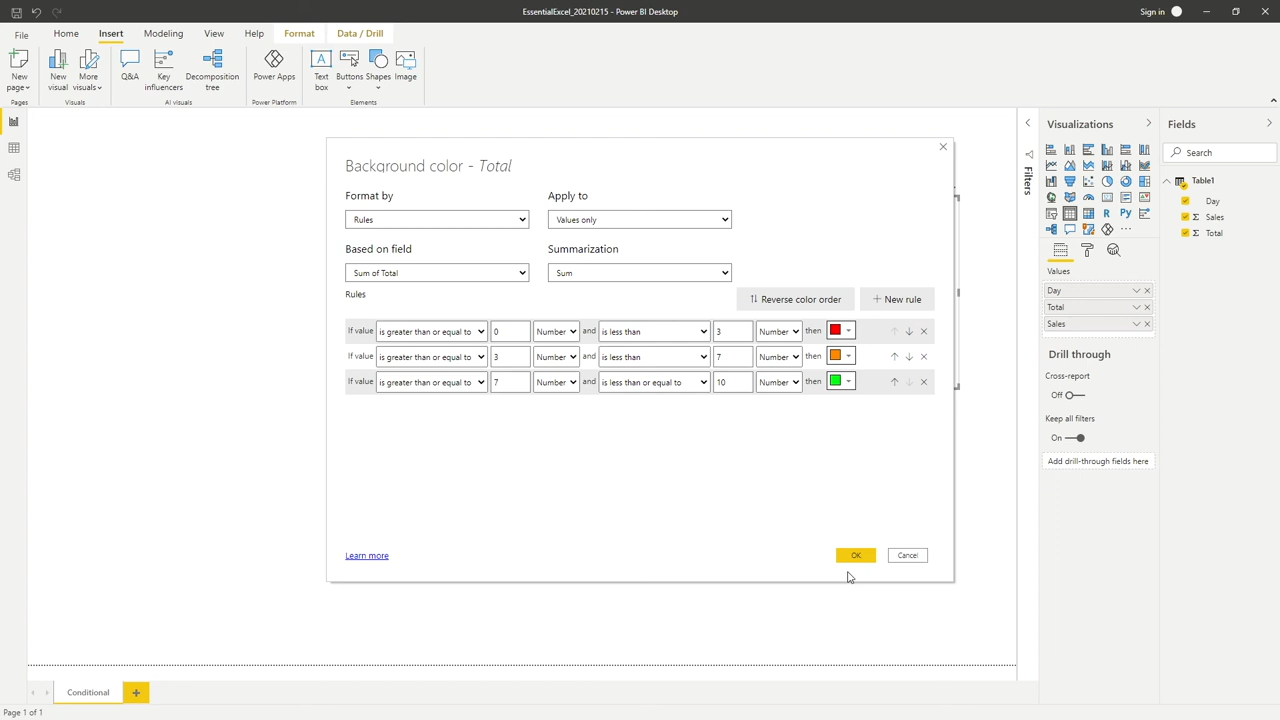 EssentialExcel_20210215 - Power BI Desktop
Sign in
File
Home
Insert
Modeling
View
Help
Format
Data / Drill
New page
New visual
More visuals
Q&A
Key influencers
Decomposition tree
Power Apps
Text box
Buttons
Shapes
Image
Pages
Visuals
AI visuals
Power Platform
Elements
Background color - Total
Format by
Apply to
Rules
Values only
Based on field
Summarization
Sum of Total
Sum
Rules
Reverse color order
New rule
If value is greater than or equal to 0 Number and is less than 3 Number then
If value is greater than or equal to 3 Number and is less than 7 Number then
If value is greater than or equal to 7 Number and is less than or equal to 10 Number then
Learn more
OK
Cancel
Filters
Visualizations
R
Py
Values
Day
Total
Sales
Drill through
Cross-report
Off
Keep all filters
On
Add drill-through fields here
Fields
Search
Table1
Day
Σ Sales
Σ Total
Conditional
Page 1 of 1